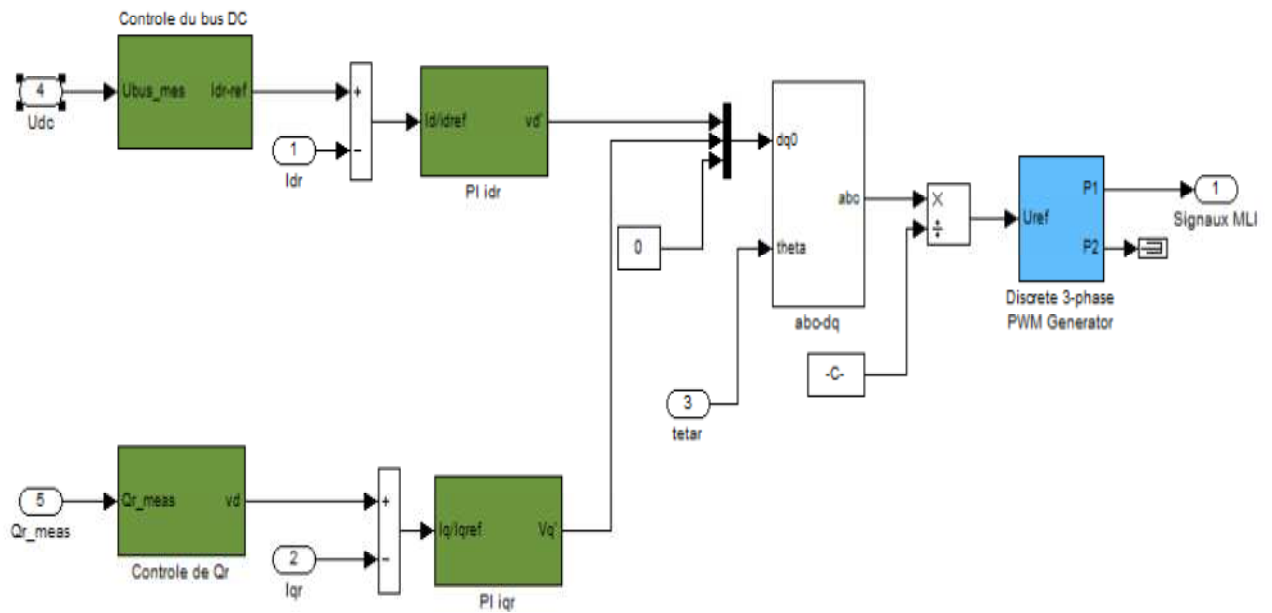 Controle du bus DC
4
Udc
Ubus_mes
Idr-ref
+
−
1
Idr
Id/idref
vd'
PI idr
0
dq0
theta
abc
abc-dq
×
÷
-C-
3
tetar
Uref
P1
P2
Discrete 3-phase
PWM Generator
1
Signaux MLI
5
Qr_meas
Qr_meas
vd
Controle de Qr
+
−
2
Iqr
Iq/Iqref
Vq'
PI iqr